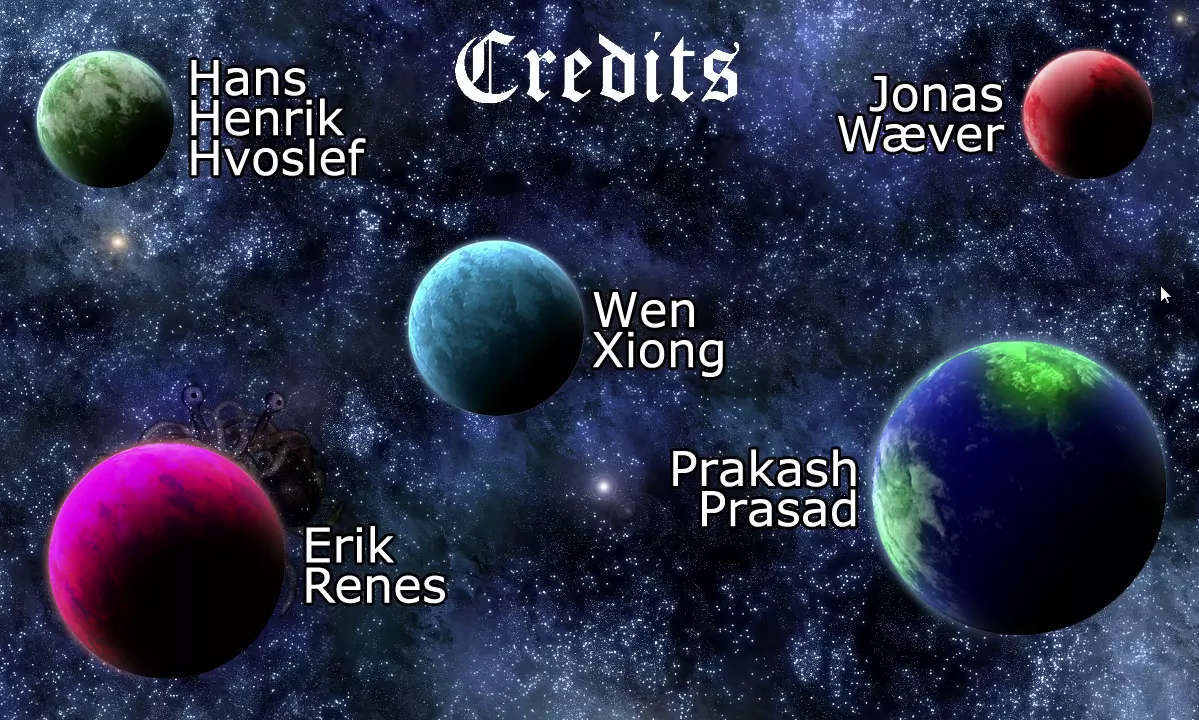 Credits
Hans
Henrik
Hvoslef
Jonas
Wæver
Wen
Xiong
Prakash
Prasad
Erik
Renes